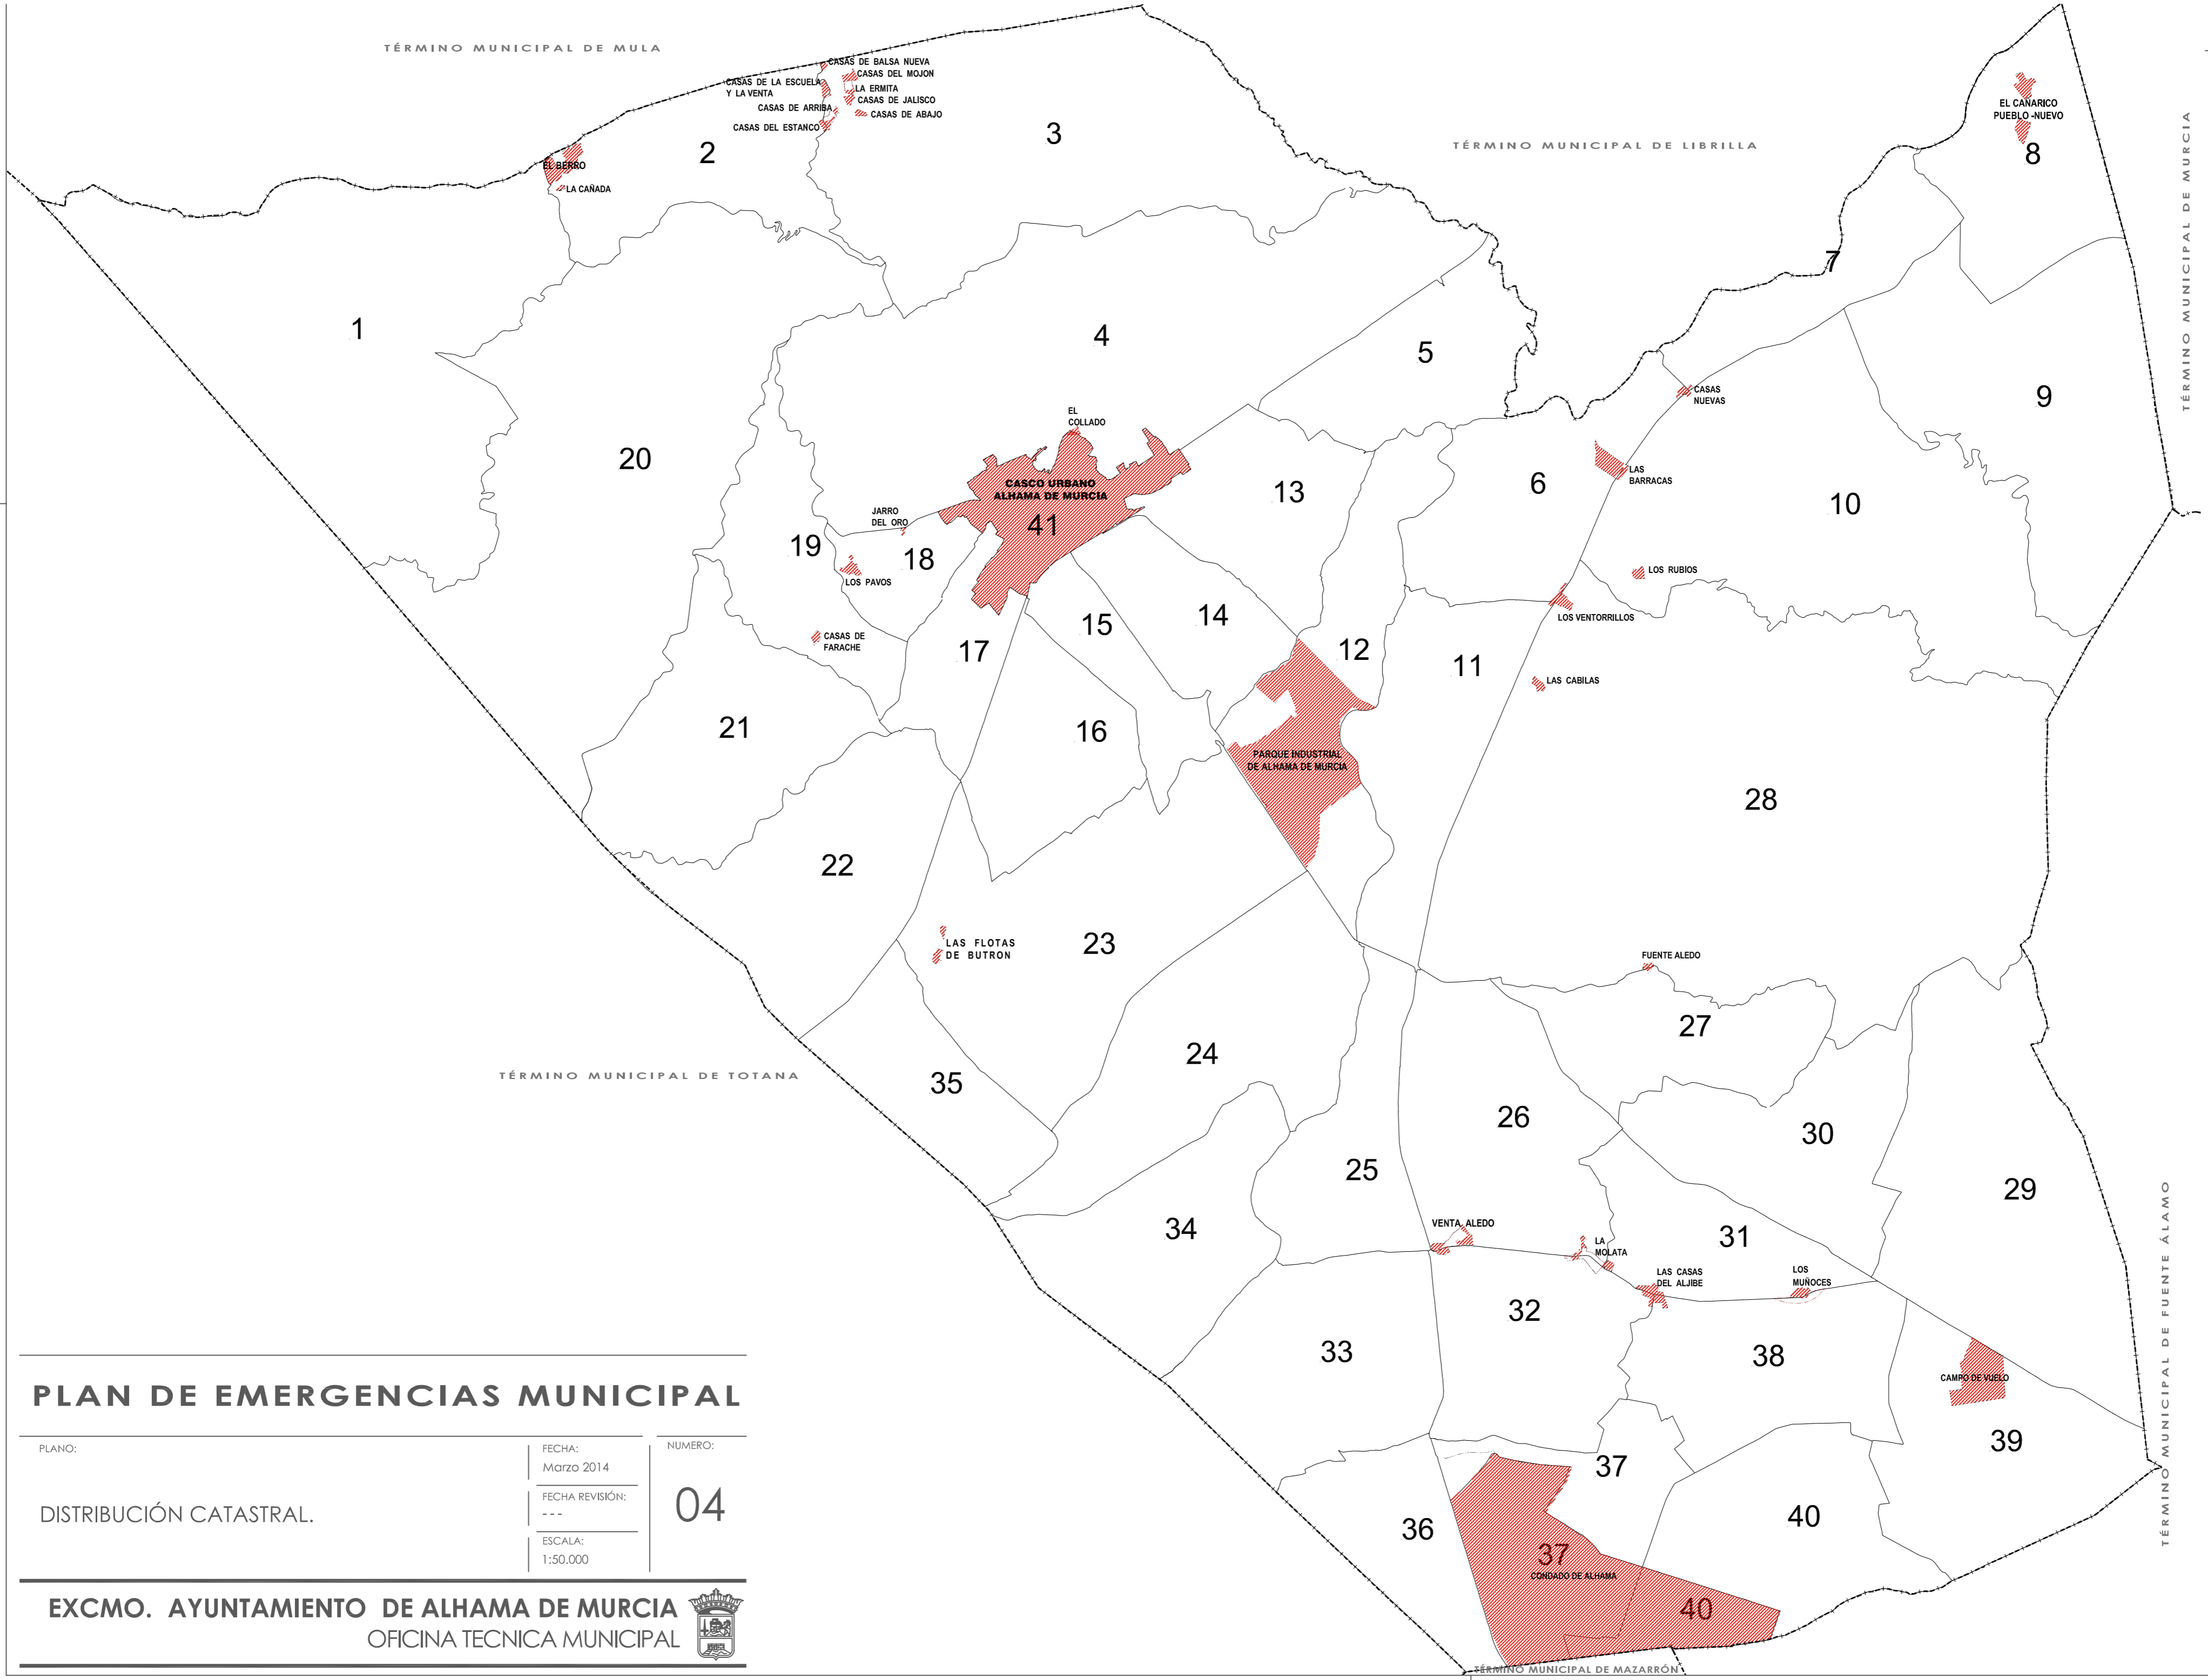 TÉRMINO MUNICIPAL DE MULA
CASAS DE BALSA NUEVA
CASAS DEL MOJON
CASAS DE LA ESCUELA
Y LA VENTA
LA ERMITA
CASAS DE JALISCO
CASAS DE ARRIBA
CASAS DE ABAJO
CASAS DEL ESTANCO
EL BERRO
LA CAÑADA
2
3
TÉRMINO MUNICIPAL DE LIBRILLA
EL CAÑARICO
PUEBLO -NUEVO
8
TÉRMINO MUNICIPAL DE MURCIA
7
1
4
5
CASAS
NUEVAS
9
EL
COLLADO
20
CASCO URBANO
ALHAMA DE MURCIA
41
13
6
LAS
BARRACAS
10
JARRO
DEL ORO
19
18
LOS PAVOS
LOS RUBIOS
LOS VENTORRILLOS
CASAS DE
FARACHE
17
15
14
12
11
LAS CABILAS
21
16
PARQUE INDUSTRIAL
DE ALHAMA DE MURCIA
28
22
LAS FLOTAS
DE BUTRON
23
FUENTE ALEDO
27
24
TÉRMINO MUNICIPAL DE TOTANA
35
26
30
25
29
34
VENTA ALEDO
LA
MOLATA
31
LAS CASAS
DEL ALJIBE
LOS
MUÑOCES
TÉRMINO MUNICIPAL DE FUENTE ÁLAMO
32
33
38
CAMPO DE VUELO
39
37
36
40
37
CONDADO DE ALHAMA
40
TÉRMINO MUNICIPAL DE MAZARRÓN
PLAN DE EMERGENCIAS MUNICIPAL
PLANO:
DISTRIBUCIÓN CATASTRAL.
FECHA:
Marzo 2014
FECHA REVISIÓN:
---
ESCALA:
1:50.000
NUMERO:
04
EXCMO. AYUNTAMIENTO DE ALHAMA DE MURCIA
OFICINA TECNICA MUNICIPAL